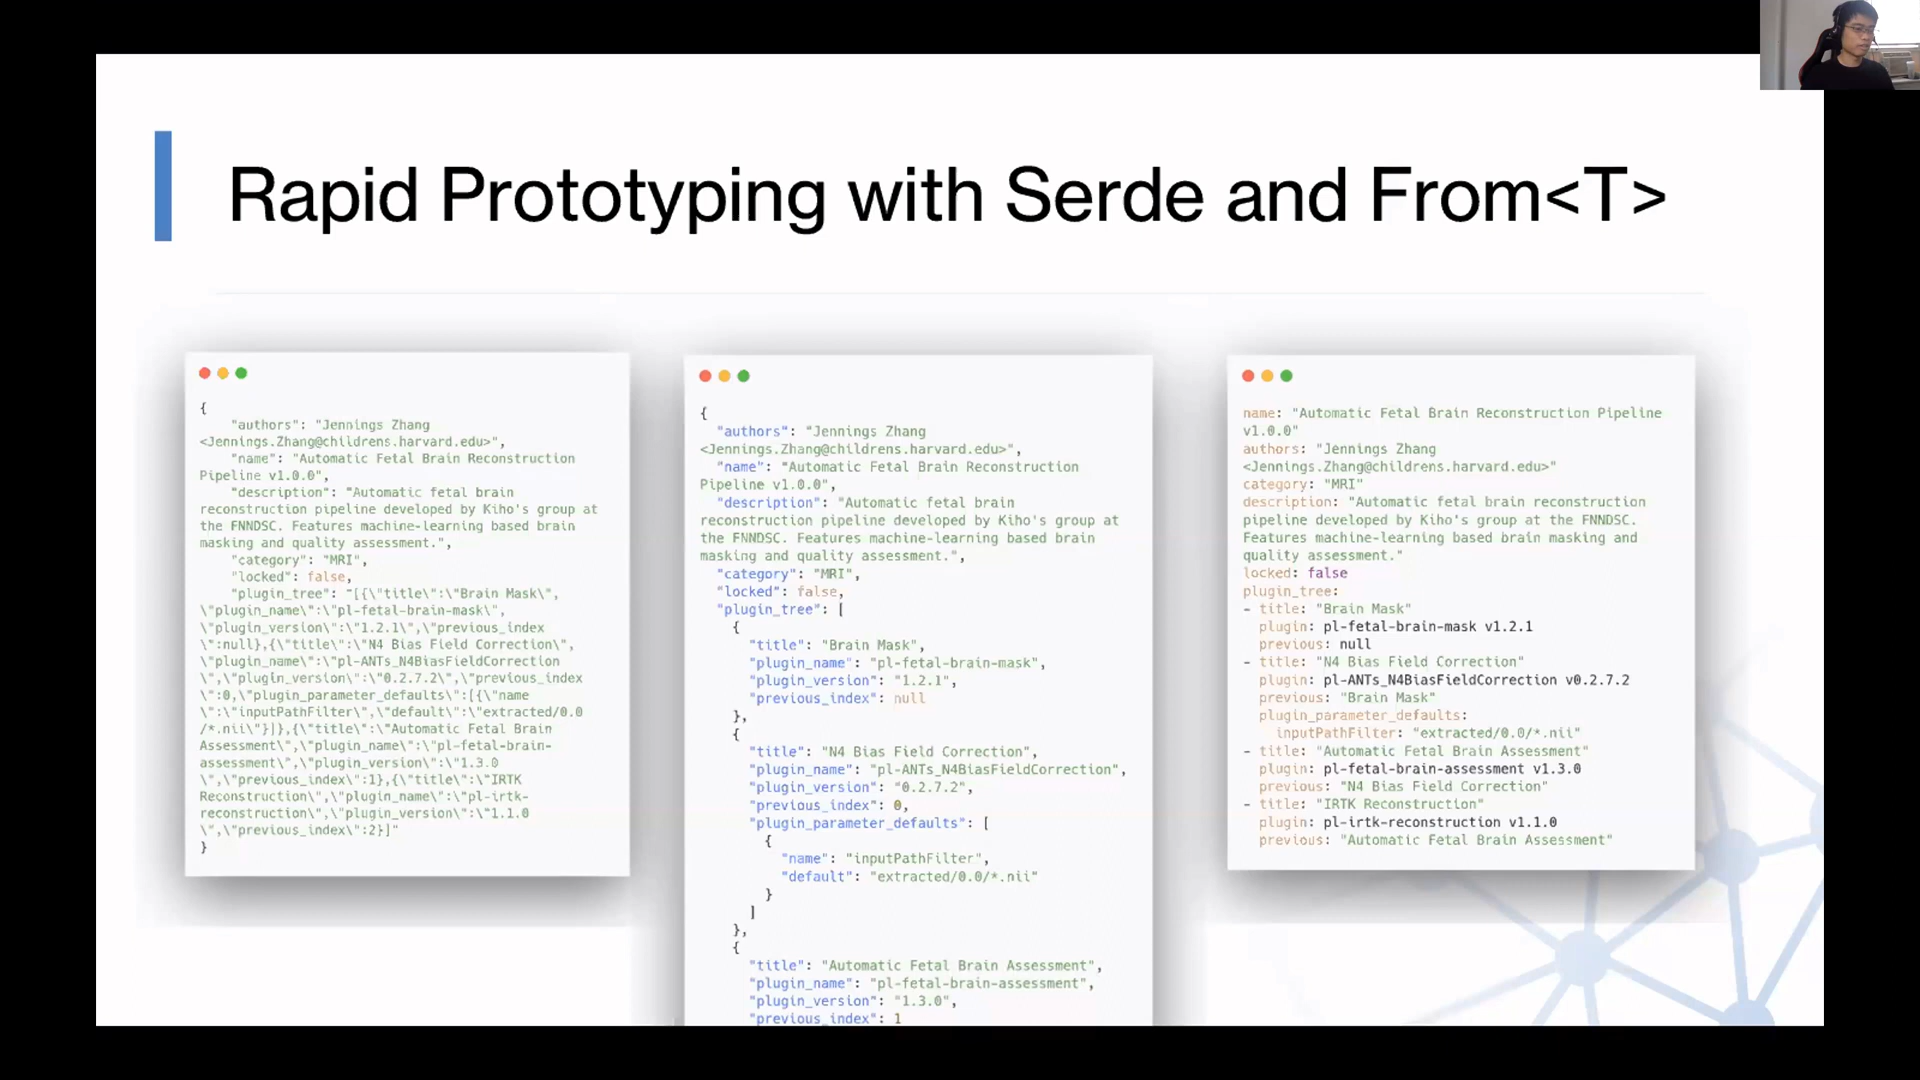 Rapid Prototyping with Serde and From<T>
{
"authors": "Jennings Zhang
<Jennings.Zhang@childrens.harvard.edu>",
"name": "Automatic Fetal Brain Reconstruction
Pipeline v1.0.0",
"description": "Automatic fetal brain
reconstruction pipeline developed by Kiho's group at
the FNNDSC. Features machine-learning based brain
masking and quality assessment.",
"category": "MRI",
"locked": false,
"plugin_tree": "[{\"title\":\"Brain Mask\",
\"plugin_name\":\"pl-fetal-brain-mask\",
\"plugin_version\":\"1.2.1\",\"previous_index
\":null},{\"title\":\"N4 Bias Field Correction\",
\"plugin_name\":\"pl-ANTs_N4BiasFieldCorrection
\",\"plugin_version\":\"0.2.7.2\",\"previous_index
\":0,\"plugin_parameter_defaults\":[{\"name
\":\"inputPathFilter\",\"default\":\"extracted/0.0
/*.nii\"}]},{\"title\":\"Automatic Fetal Brain
Assessment\",\"plugin_name\":\"pl-fetal-brain-
assessment\",\"plugin_version\":\"1.3.0
\",\"previous_index\":1},{\"title\":\"IRTK
Reconstruction\",\"plugin_name\":\"pl-irtk-
reconstruction\",\"plugin_version\":\"1.1.0
\",\"previous_index\":2}]"
}
{
"authors": "Jennings Zhang
<Jennings.Zhang@childrens.harvard.edu>",
"name": "Automatic Fetal Brain Reconstruction
Pipeline v1.0.0",
"description": "Automatic fetal brain
reconstruction pipeline developed by Kiho's group at
the FNNDSC. Features machine-learning based brain
masking and quality assessment.",
"category": "MRI",
"locked": false,
"plugin_tree": [
{
"title": "Brain Mask",
"plugin_name": "pl-fetal-brain-mask",
"plugin_version": "1.2.1",
"previous_index": null
},
{
"title": "N4 Bias Field Correction",
"plugin_name": "pl-ANTs_N4BiasFieldCorrection",
"plugin_version": "0.2.7.2",
"previous_index": 0,
"plugin_parameter_defaults": [
{
"name": "inputPathFilter",
"default": "extracted/0.0/*.nii"
}
]
},
{
"title": "Automatic Fetal Brain Assessment",
"plugin_name": "pl-fetal-brain-assessment",
"plugin_version": "1.3.0",
"previous_index": 1
name: "Automatic Fetal Brain Reconstruction Pipeline
v1.0.0"
authors: "Jennings Zhang
<Jennings.Zhang@childrens.harvard.edu>"
category: "MRI"
description: "Automatic fetal brain reconstruction
pipeline developed by Kiho's group at the FNNDSC.
Features machine-learning based brain masking and
quality assessment."
locked: false
plugin_tree:
- title: "Brain Mask"
plugin: pl-fetal-brain-mask v1.2.1
previous: null
- title: "N4 Bias Field Correction"
plugin: pl-ANTs_N4BiasFieldCorrection v0.2.7.2
previous: "Brain Mask"
plugin_parameter_defaults:
inputPathFilter: "extracted/0.0/*.nii"
- title: "Automatic Fetal Brain Assessment"
plugin: pl-fetal-brain-assessment v1.3.0
previous: "N4 Bias Field Correction"
- title: "IRTK Reconstruction"
plugin: pl-irtk-reconstruction v1.1.0
previous: "Automatic Fetal Brain Assessment"